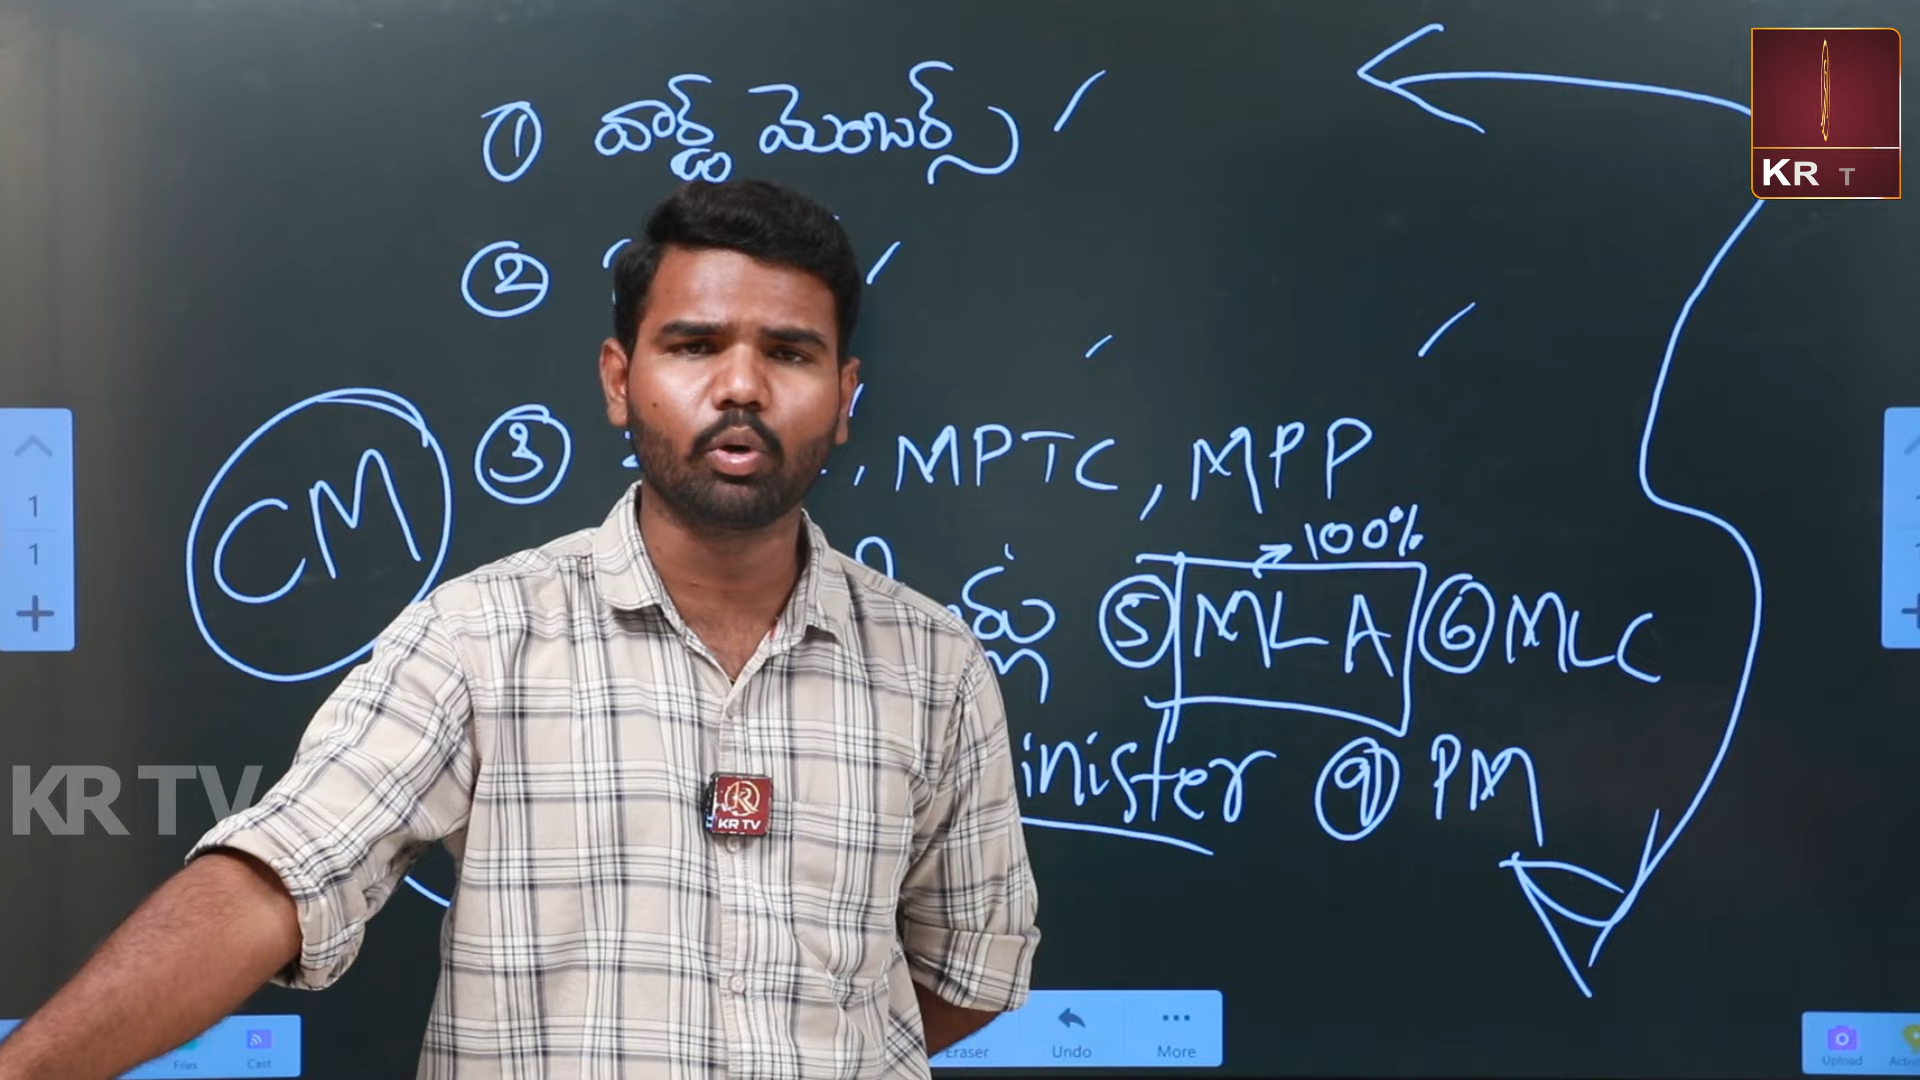 ① వార్డ్ మెంబర్స్
KR T
②
③ , MPTC, MPP
CM
100%
⑤ MLA ⑥ MLC
inister ⑨ PM
KR TV
KR TV
1
1
Files Cast
Eraser Undo More
Upload